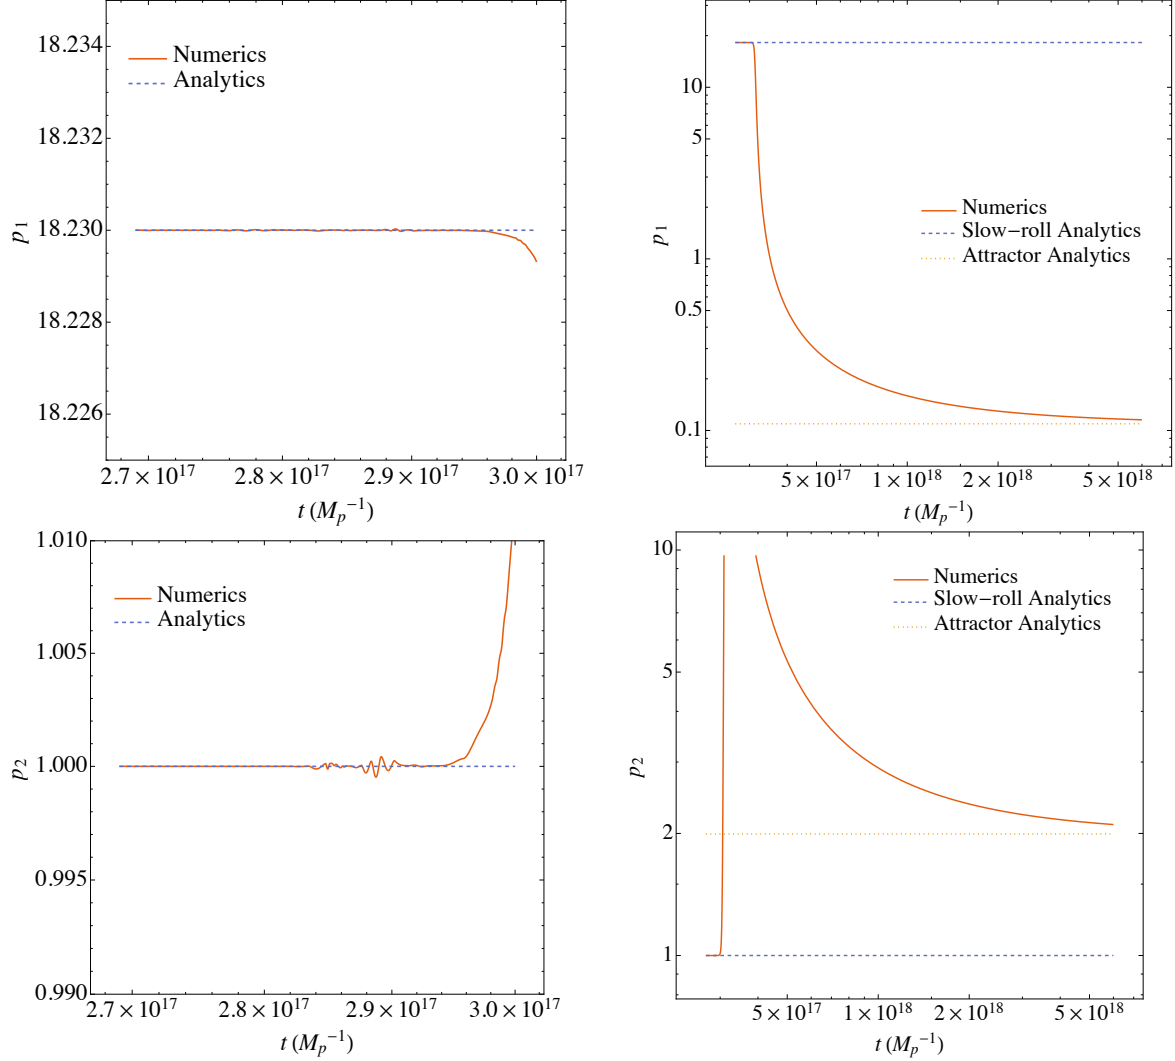 18.234
18.232
18.230
18.228
18.226
p1
Numerics
Analytics
2.7×10^17
2.8×10^17
2.9×10^17
3.0×10^17
t (Mp^−1)
10
5
1
0.5
0.1
p1
Numerics
Slow−roll Analytics
Attractor Analytics
5×10^17
1×10^18
2×10^18
5×10^18
t (Mp^−1)
1.010
1.005
1.000
0.995
0.990
p2
Numerics
Analytics
2.7×10^17
2.8×10^17
2.9×10^17
3.0×10^17
t (Mp^−1)
10
5
2
1
p2
Numerics
Slow−roll Analytics
Attractor Analytics
5×10^17
1×10^18
2×10^18
5×10^18
t (Mp^−1)